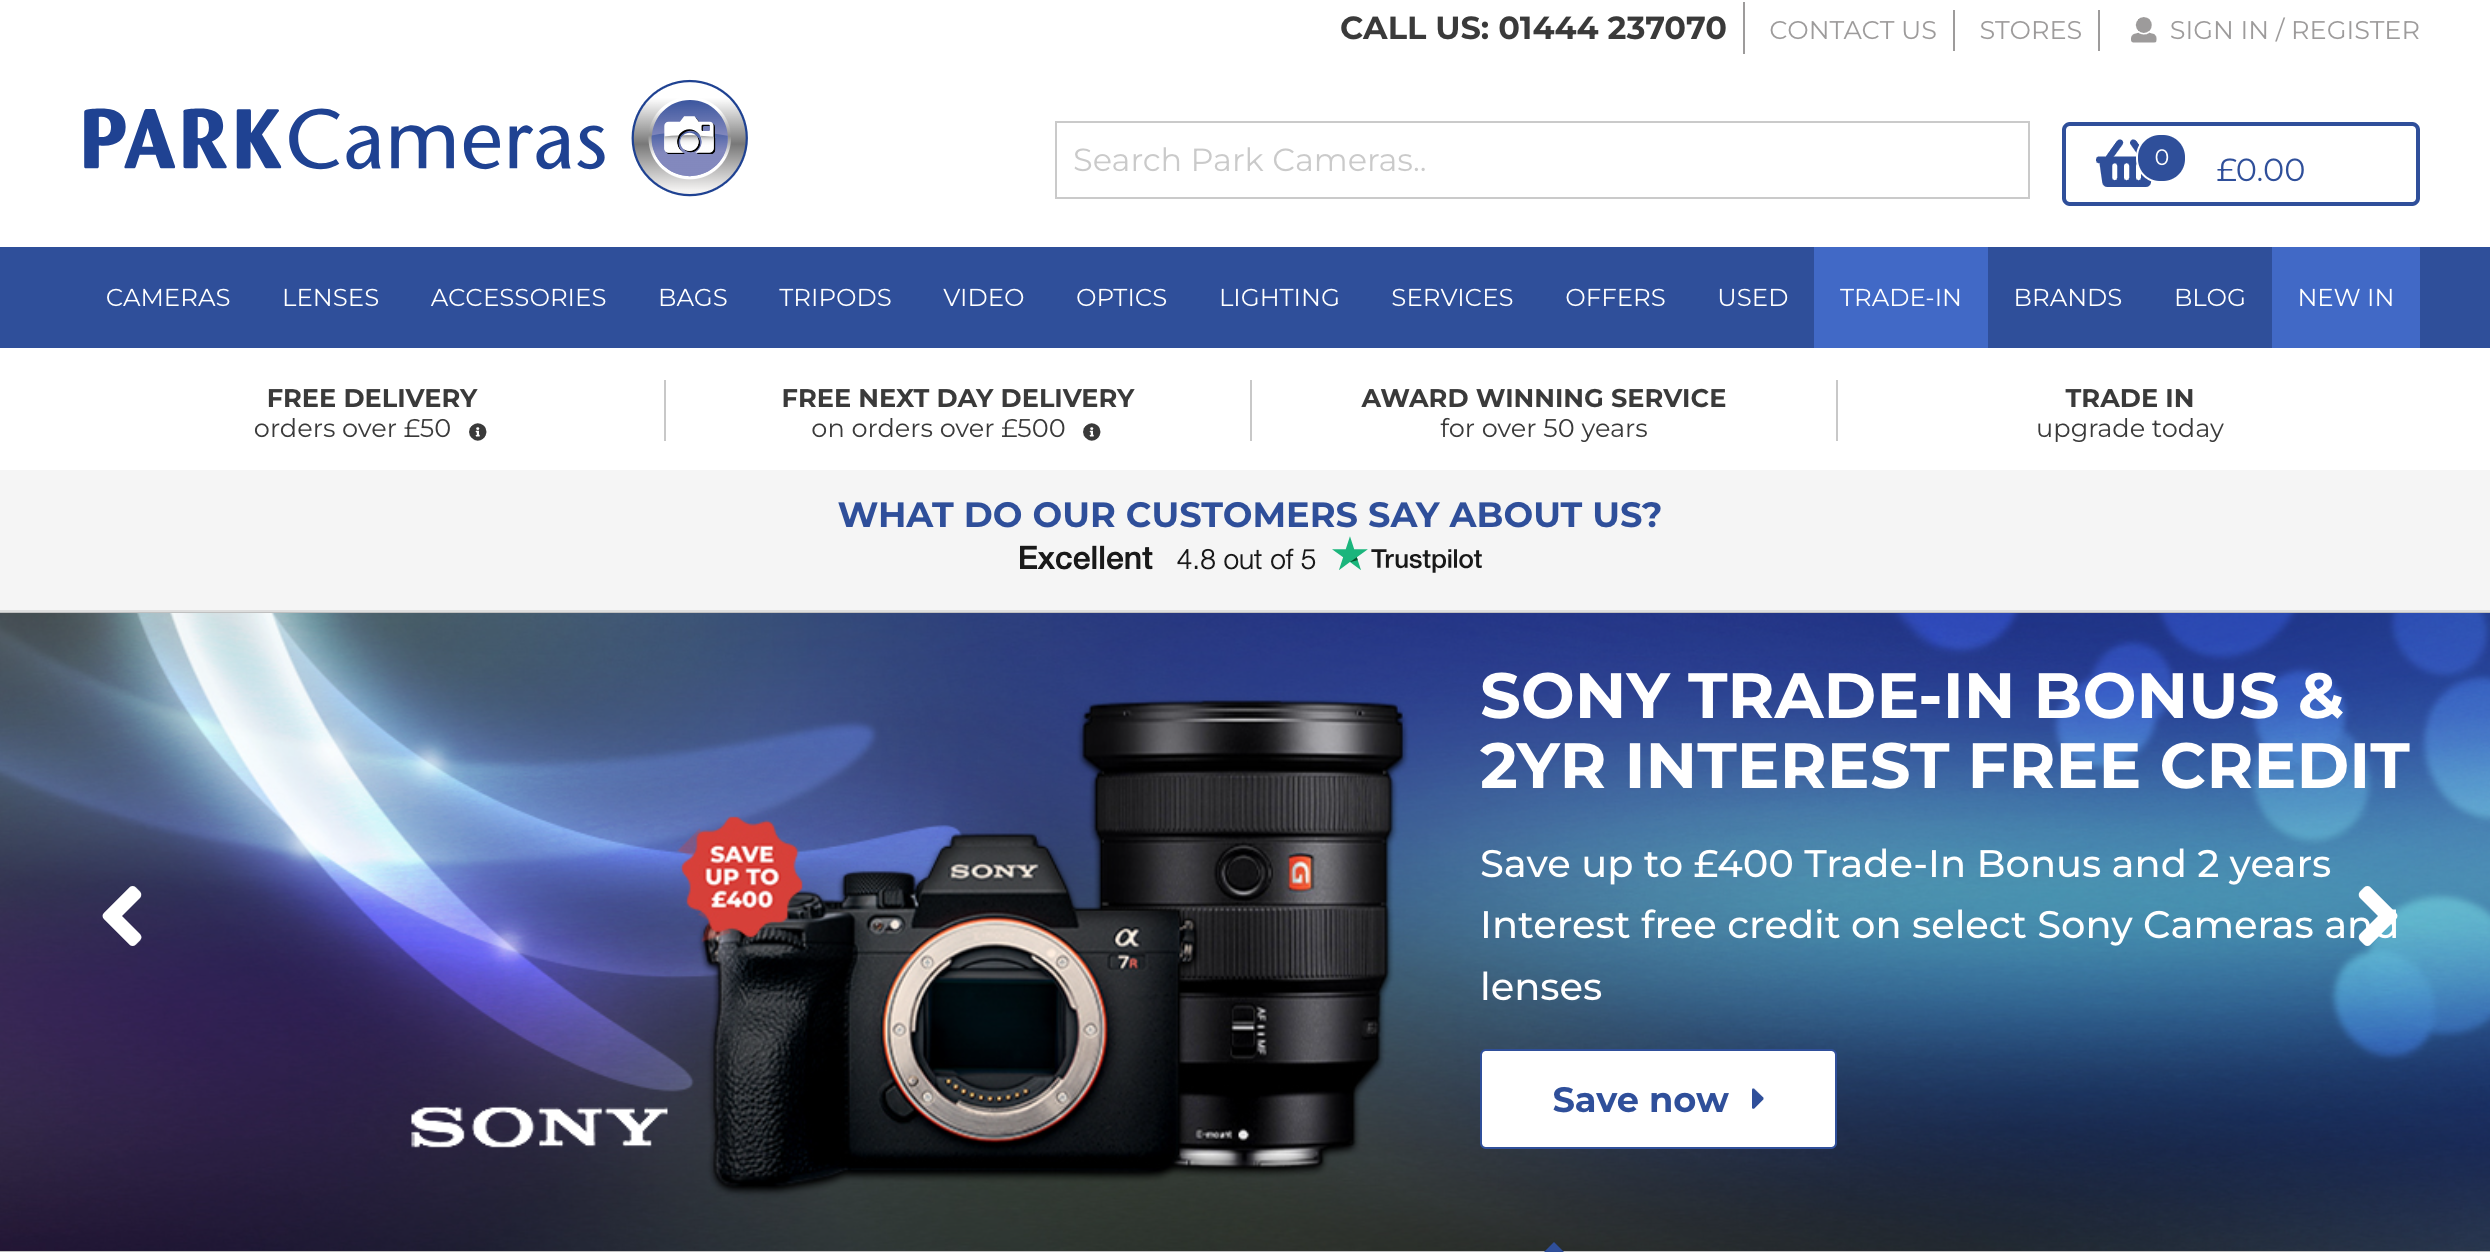 CALL US: 01444 237070
CONTACT US
STORES
SIGN IN / REGISTER
PARKCameras
Search Park Cameras..
0
£0.00
CAMERAS
LENSES
ACCESSORIES
BAGS
TRIPODS
VIDEO
OPTICS
LIGHTING
SERVICES
OFFERS
USED
TRADE-IN
BRANDS
BLOG
NEW IN
FREE DELIVERY
orders over £50
FREE NEXT DAY DELIVERY
on orders over £500
AWARD WINNING SERVICE
for over 50 years
TRADE IN
upgrade today
WHAT DO OUR CUSTOMERS SAY ABOUT US?
Excellent 4.8 out of 5 Trustpilot
SONY TRADE-IN BONUS &
2YR INTEREST FREE CREDIT
Save up to £400 Trade-In Bonus and 2 years
Interest free credit on select Sony Cameras and
lenses
Save now
SAVE
UP TO
£400
SONY
α
7R
G
AF MF
E-mount
SONY